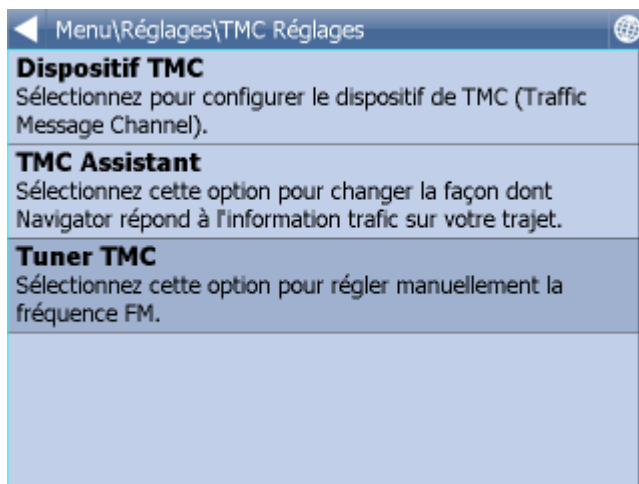 Menu\Réglages\TMC Réglages
Dispositif TMC
Sélectionnez pour configurer le dispositif de TMC (Traffic
Message Channel).
TMC Assistant
Sélectionnez cette option pour changer la façon dont
Navigator répond à l'information trafic sur votre trajet.
Tuner TMC
Sélectionnez cette option pour régler manuellement la
fréquence FM.